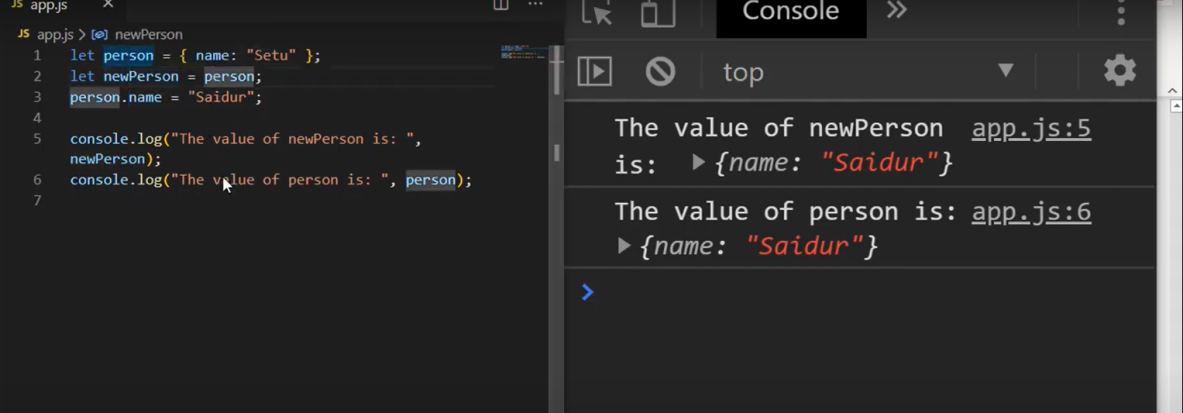 JS app.js ×
JS app.js > newPerson
1 let person = { name: "Setu" };
2 let newPerson = person;
3 person.name = "Saidur";
4
5 console.log("The value of newPerson is: ",
newPerson);
6 console.log("The value of person is: ", person);
7
Console »
top
The value of newPerson app.js:5
is: {name: "Saidur"}
The value of person is: app.js:6
{name: "Saidur"}
>